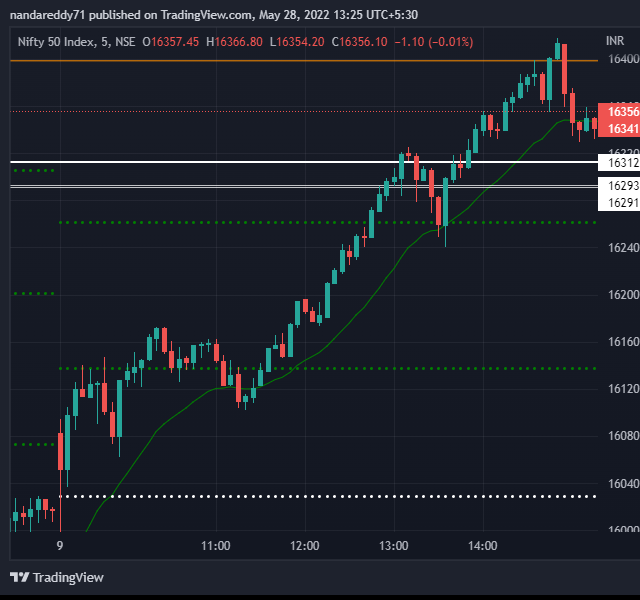 nandareddy71 published on TradingView.com, May 28, 2022 13:25 UTC+5:30
Nifty 50 Index, 5, NSE O16357.45 H16366.80 L16354.20 C16356.10 −1.10 (−0.01%)
INR
16400
16356
16341
16312
16293
16291
16240
16200
16160
16120
16080
16040
16000
9 11:00 12:00 13:00 14:00
TradingView